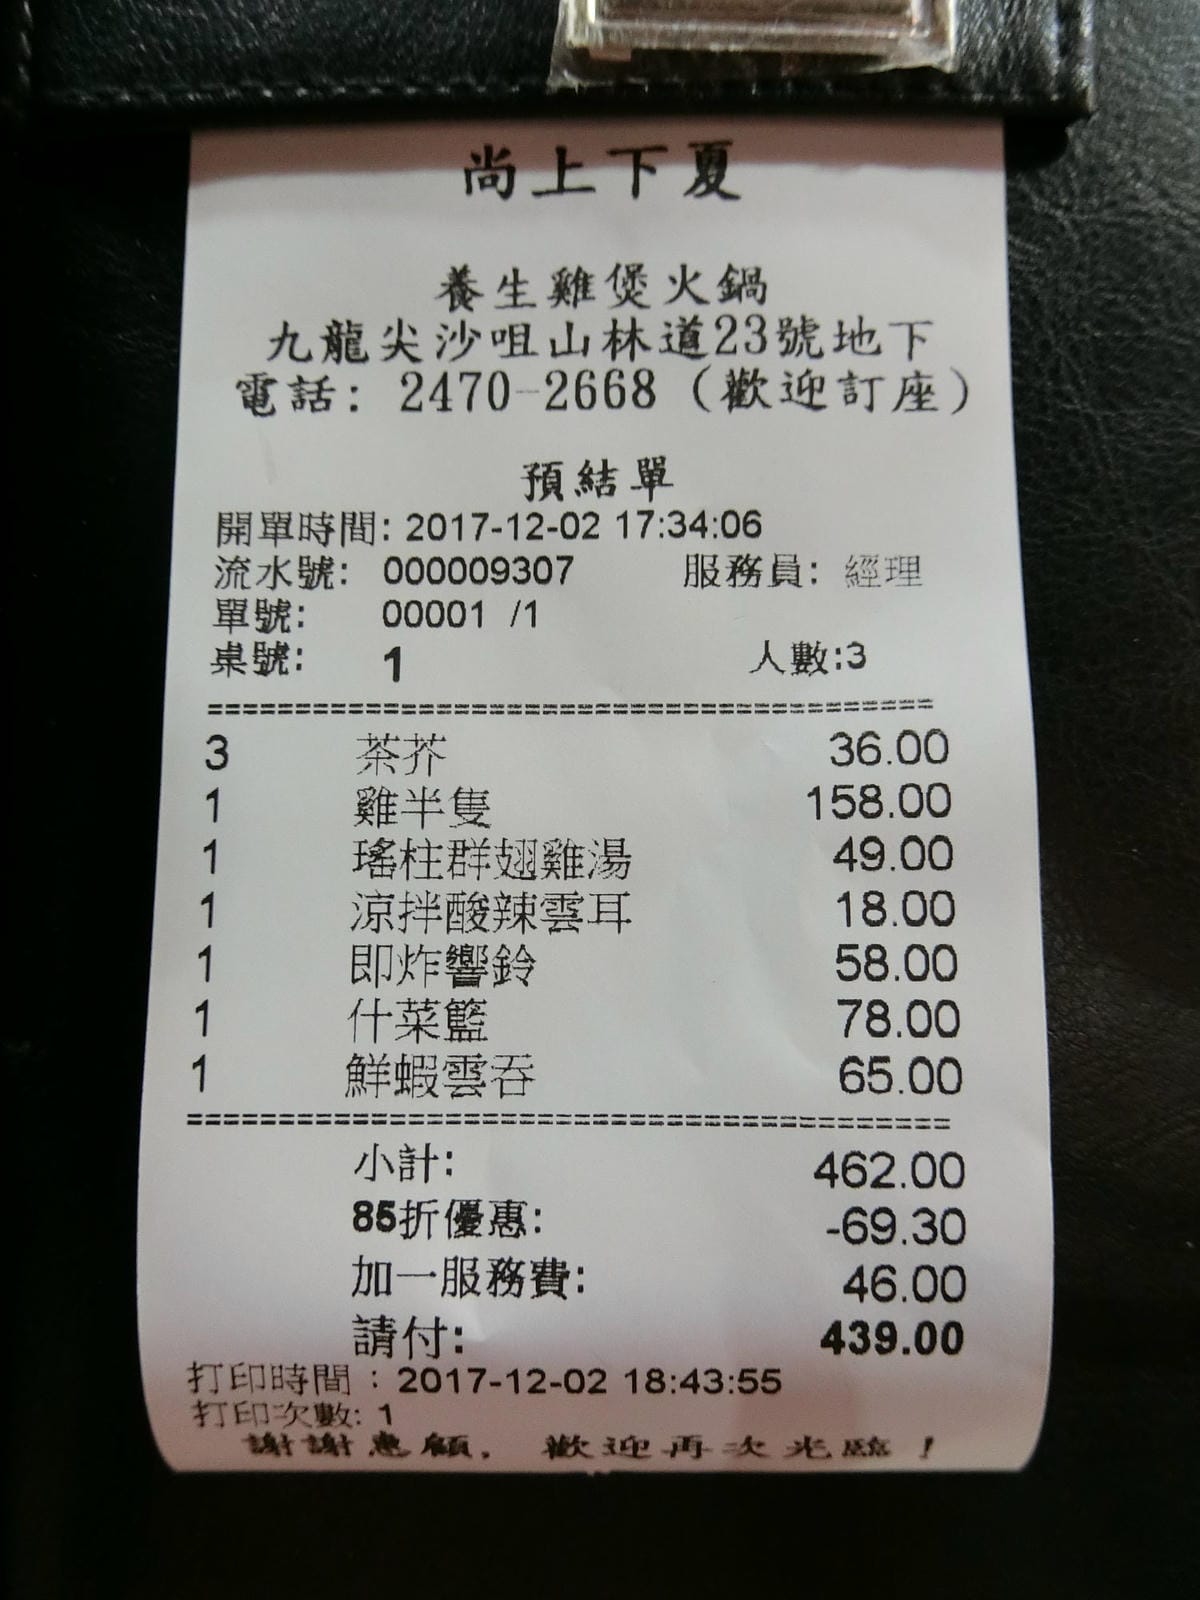 尚上下夏
養生雞煲火鍋
九龍尖沙咀山林道23號地下
電話: 2470-2668 (歡迎訂座)
預結單
開單時間: 2017-12-02 17:34:06
流水號: 000009307 服務員: 經理
單號: 00001 /1
桌號: 1 人數:3
3 茶芥 36.00
1 雞半隻 158.00
1 瑤柱群翅雞湯 49.00
1 涼拌酸辣雲耳 18.00
1 即炸響鈴 58.00
1 什菜籃 78.00
1 鮮蝦雲吞 65.00
小計: 462.00
85折優惠: -69.30
加一服務費: 46.00
請付: 439.00
打印時間 : 2017-12-02 18:43:55
打印次數: 1
謝謝惠顧. 歡迎再次光臨!